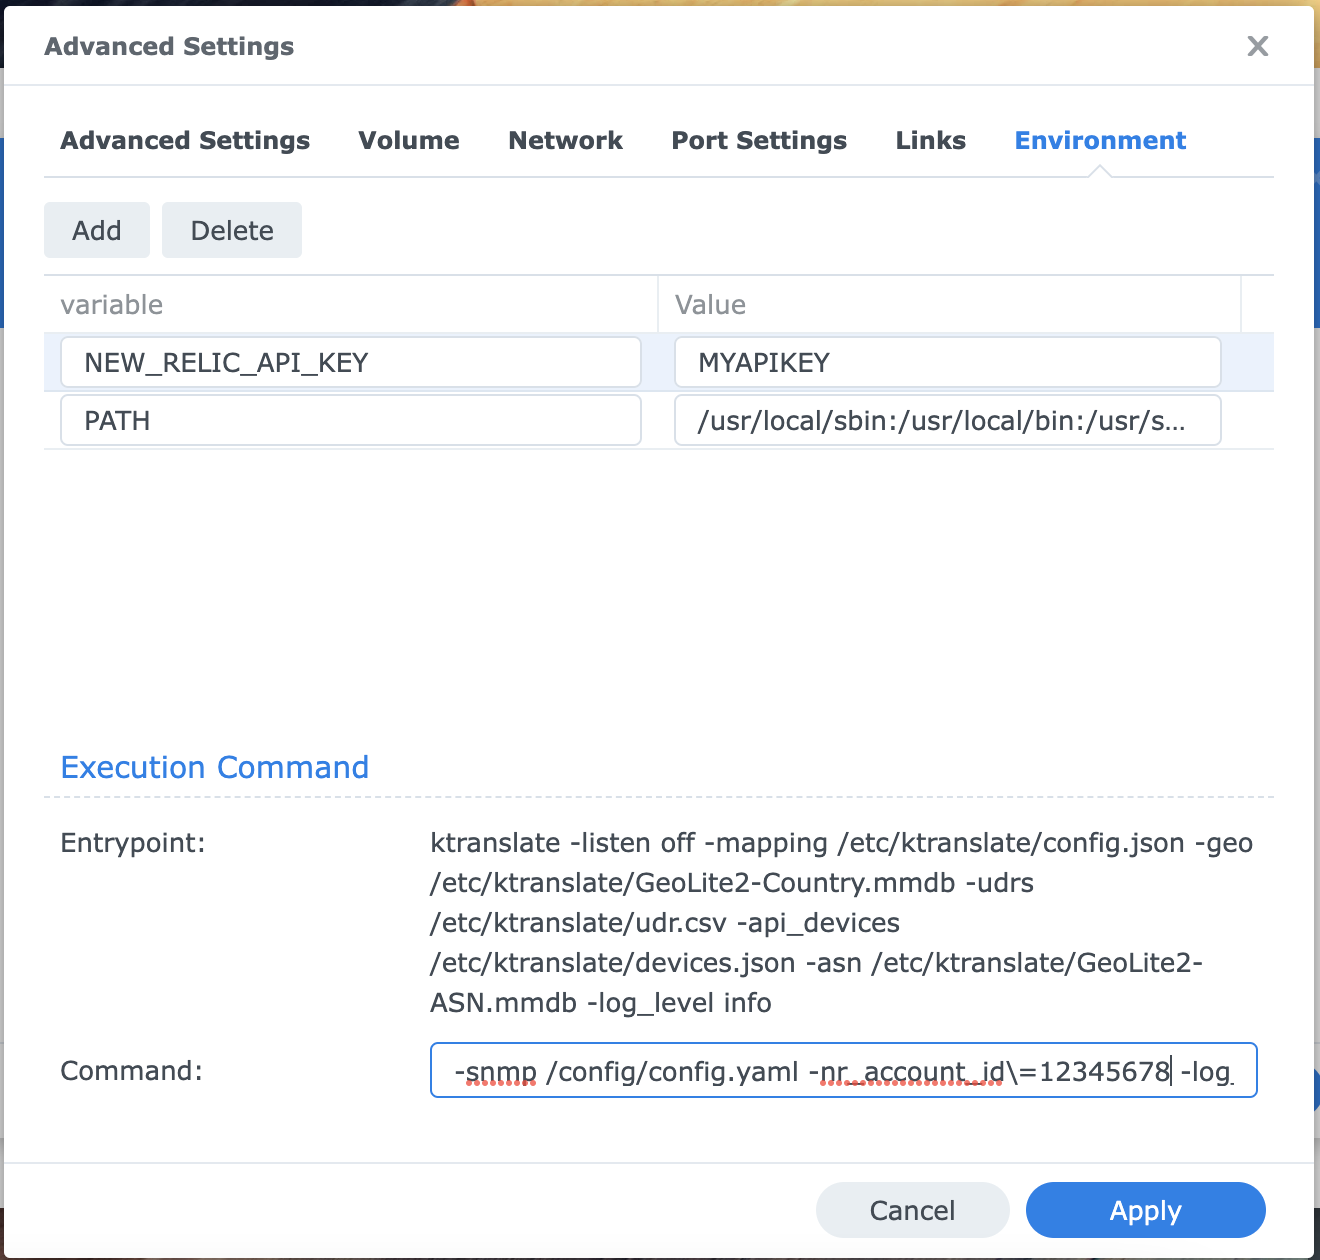 Advanced Settings
Advanced Settings Volume Network Port Settings Links Environment
Add Delete
variable Value
NEW_RELIC_API_KEY MYAPIKEY
PATH /usr/local/sbin:/usr/local/bin:/usr/s...
Execution Command
Entrypoint: ktranslate -listen off -mapping /etc/ktranslate/config.json -geo
/etc/ktranslate/GeoLite2-Country.mmdb -udrs
/etc/ktranslate/udr.csv -api_devices
/etc/ktranslate/devices.json -asn /etc/ktranslate/GeoLite2-
ASN.mmdb -log_level info
Command: -snmp /config/config.yaml -nr_account_id\=12345678 -log_
Cancel Apply